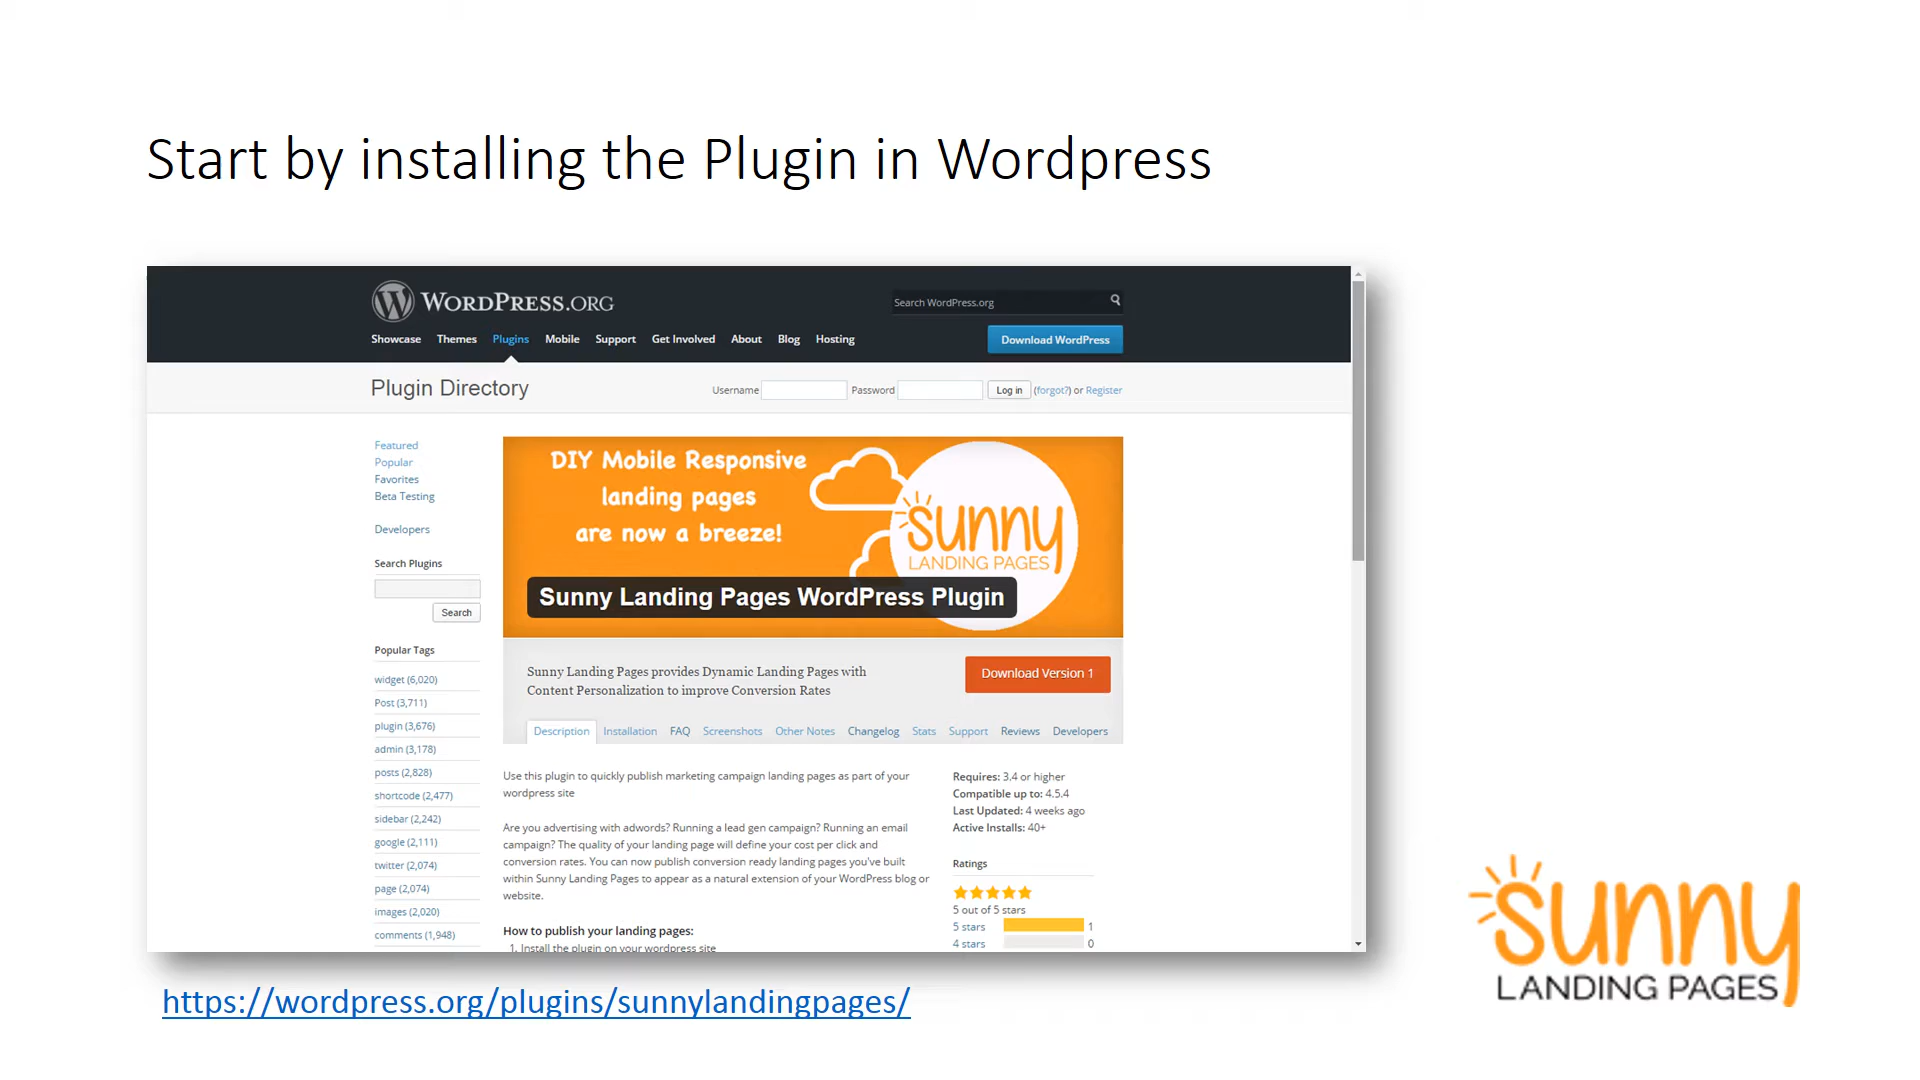 Start by installing the Plugin in Wordpress
WORDPRESS.ORG
Search WordPress.org
Showcase Themes Plugins Mobile Support Get Involved About Blog Hosting
Download WordPress
Plugin Directory
Username Password Log in (forgot?) or Register
Featured
Popular
Favorites
Beta Testing
Developers
Search Plugins
Search
Popular Tags
widget (6,020)
Post (3,711)
plugin (3,676)
admin (3,178)
posts (2,828)
shortcode (2,477)
sidebar (2,242)
google (2,111)
twitter (2,074)
page (2,074)
images (2,020)
comments (1,948)
DIY Mobile Responsive
landing pages
are now a breeze!
sunny
LANDING PAGES
Sunny Landing Pages WordPress Plugin
Sunny Landing Pages provides Dynamic Landing Pages with
Content Personalization to improve Conversion Rates
Download Version 1
Description Installation FAQ Screenshots Other Notes Changelog Stats Support Reviews Developers
Use this plugin to quickly publish marketing campaign landing pages as part of your
wordpress site
Are you advertising with adwords? Running a lead gen campaign? Running an email
campaign? The quality of your landing page will define your cost per click and
conversion rates. You can now publish conversion ready landing pages you've built
within Sunny Landing Pages to appear as a natural extension of your WordPress blog or
website.
How to publish your landing pages:
1. Install the plugin on your wordpress site
Requires: 3.4 or higher
Compatible up to: 4.5.4
Last Updated: 4 weeks ago
Active Installs: 40+
Ratings
5 out of 5 stars
5 stars 1
4 stars 0
https://wordpress.org/plugins/sunnylandingpages/
sunny
LANDING PAGES